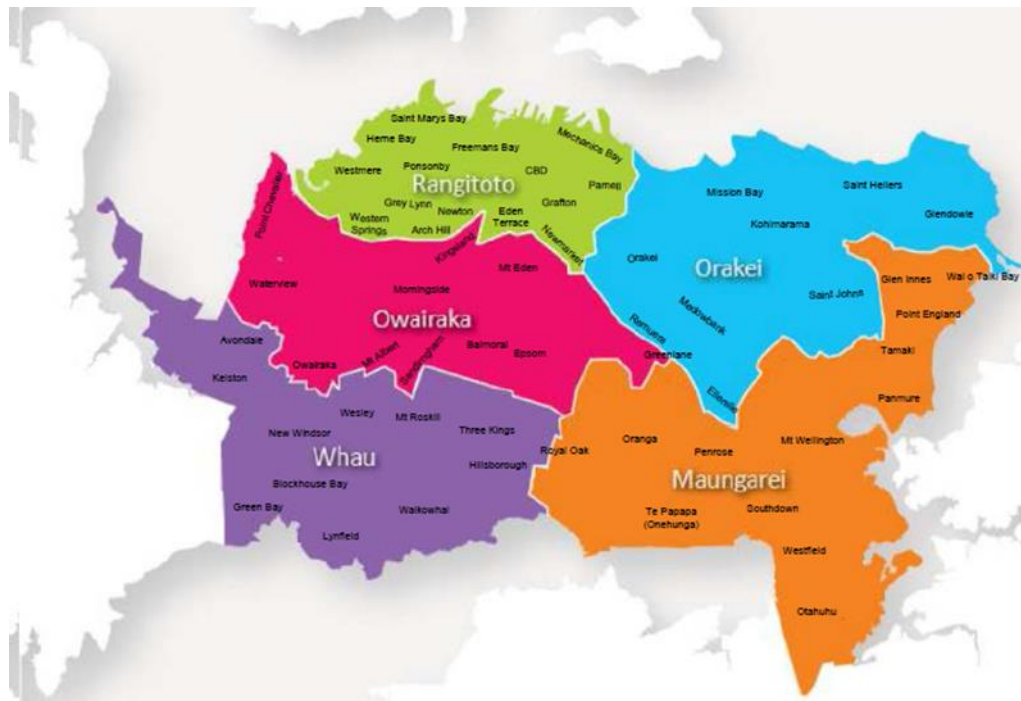 Saint Marys Bay
Herne Bay
Freemans Bay
Mechanics Bay
Westmere
Ponsonby
CBD
Parnell
Rangitoto
Grey Lynn
Newton
Grafton
Western
Springs
Arch Hill
Eden
Terrace
Newmarket
Point Chevalier
Kingsland
Mt Eden
Waterview
Morningside
Owairaka
Mt Albert
Sandringham
Balmoral
Epsom
Owairaka
Greenlane
Mission Bay
Saint Heliers
Kohimarama
Glendowie
Orakei
Orakei
Saint Johns
Meadowbank
Remuera
Ellerslie
Glen Innes
Wai o Taiki Bay
Point England
Tamaki
Panmure
Mt Wellington
Royal Oak
Oranga
Penrose
Maungarei
Te Papapa
(Onehunga)
Southdown
Westfield
Otahuhu
Avondale
Kelston
Wesley
Mt Roskill
New Windsor
Three Kings
Whau
Hillsborough
Blockhouse Bay
Green Bay
Waikowhai
Lynfield